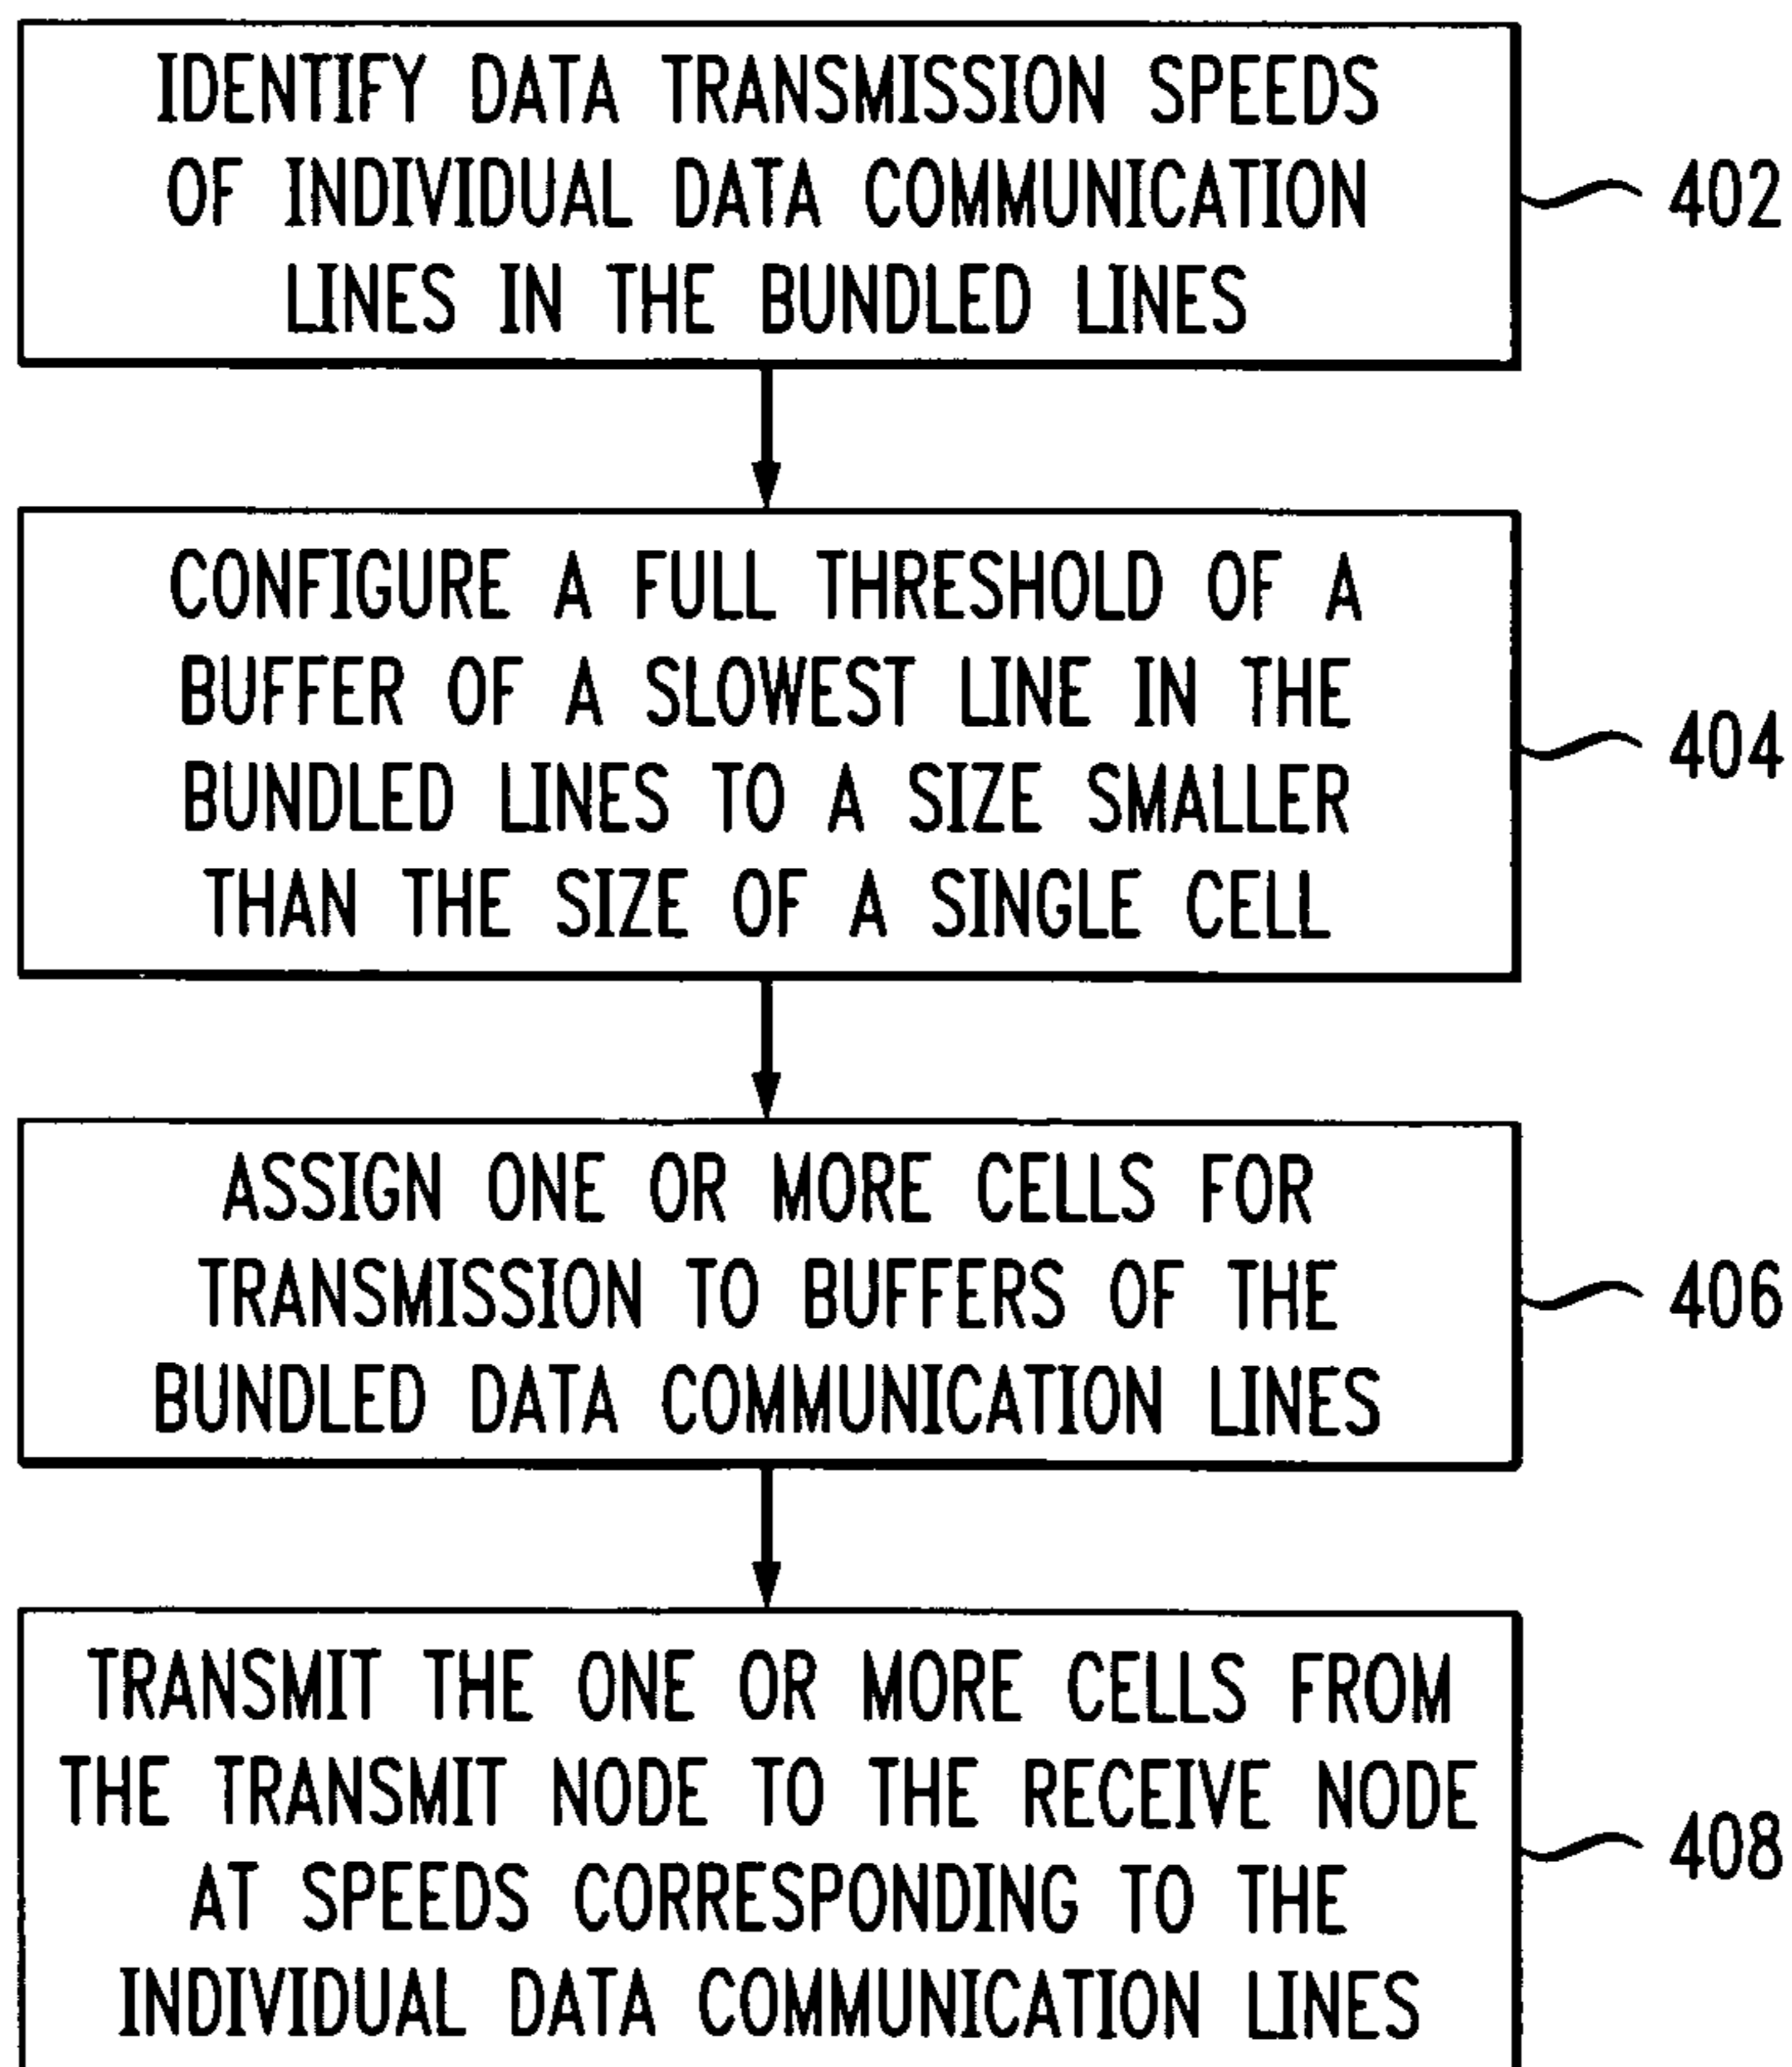 IDENTIFY DATA TRANSMISSION SPEEDS
OF INDIVIDUAL DATA COMMUNICATION
LINES IN THE BUNDLED LINES
402
CONFIGURE A FULL THRESHOLD OF A
BUFFER OF A SLOWEST LINE IN THE
BUNDLED LINES TO A SIZE SMALLER
THAN THE SIZE OF A SINGLE CELL
404
ASSIGN ONE OR MORE CELLS FOR
TRANSMISSION TO BUFFERS OF THE
BUNDLED DATA COMMUNICATION LINES
406
TRANSMIT THE ONE OR MORE CELLS FROM
THE TRANSMIT NODE TO THE RECEIVE NODE
AT SPEEDS CORRESPONDING TO THE
INDIVIDUAL DATA COMMUNICATION LINES
408